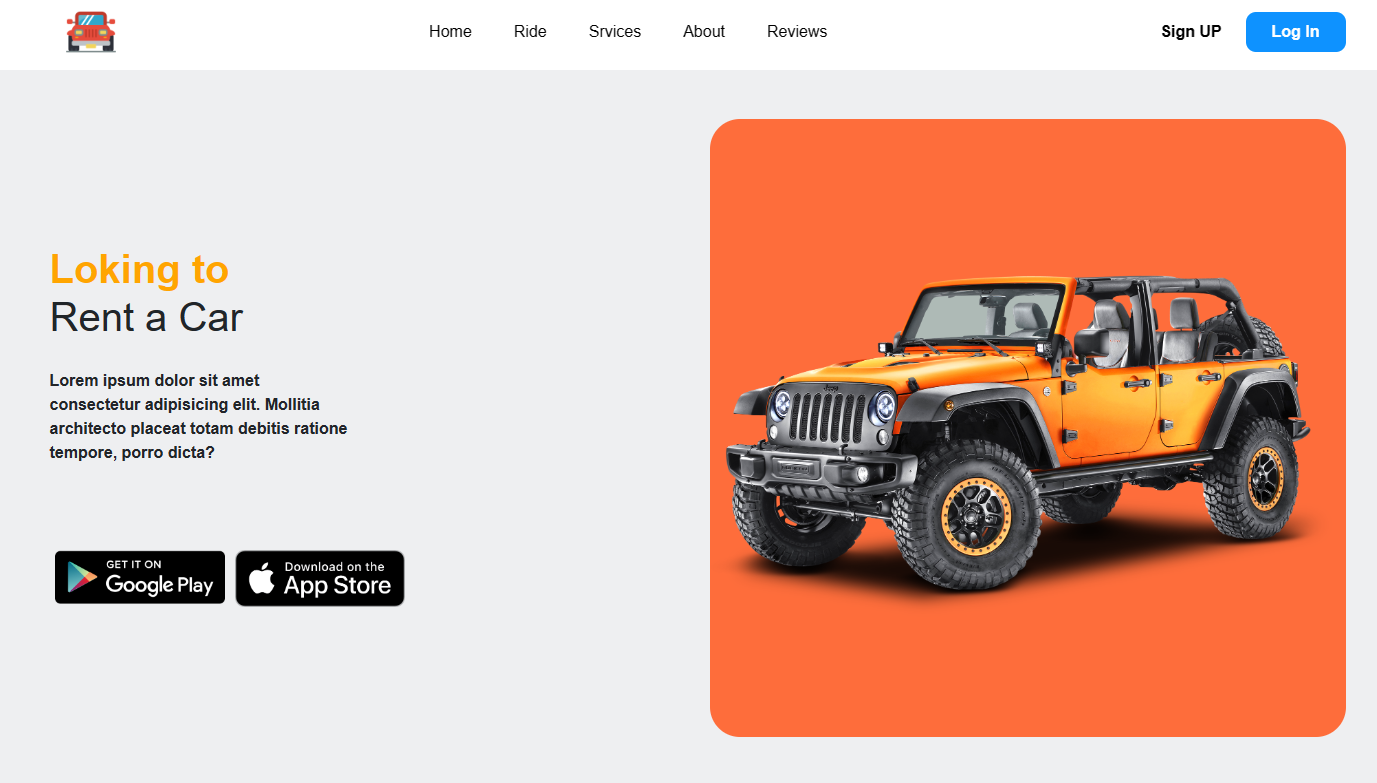 Home Ride Srvices About Reviews Sign UP Log In
Loking to
Rent a Car
Lorem ipsum dolor sit amet
consectetur adipisicing elit. Mollitia
architecto placeat totam debitis ratione
tempore, porro dicta?
GET IT ON
Google Play
Download on the
App Store